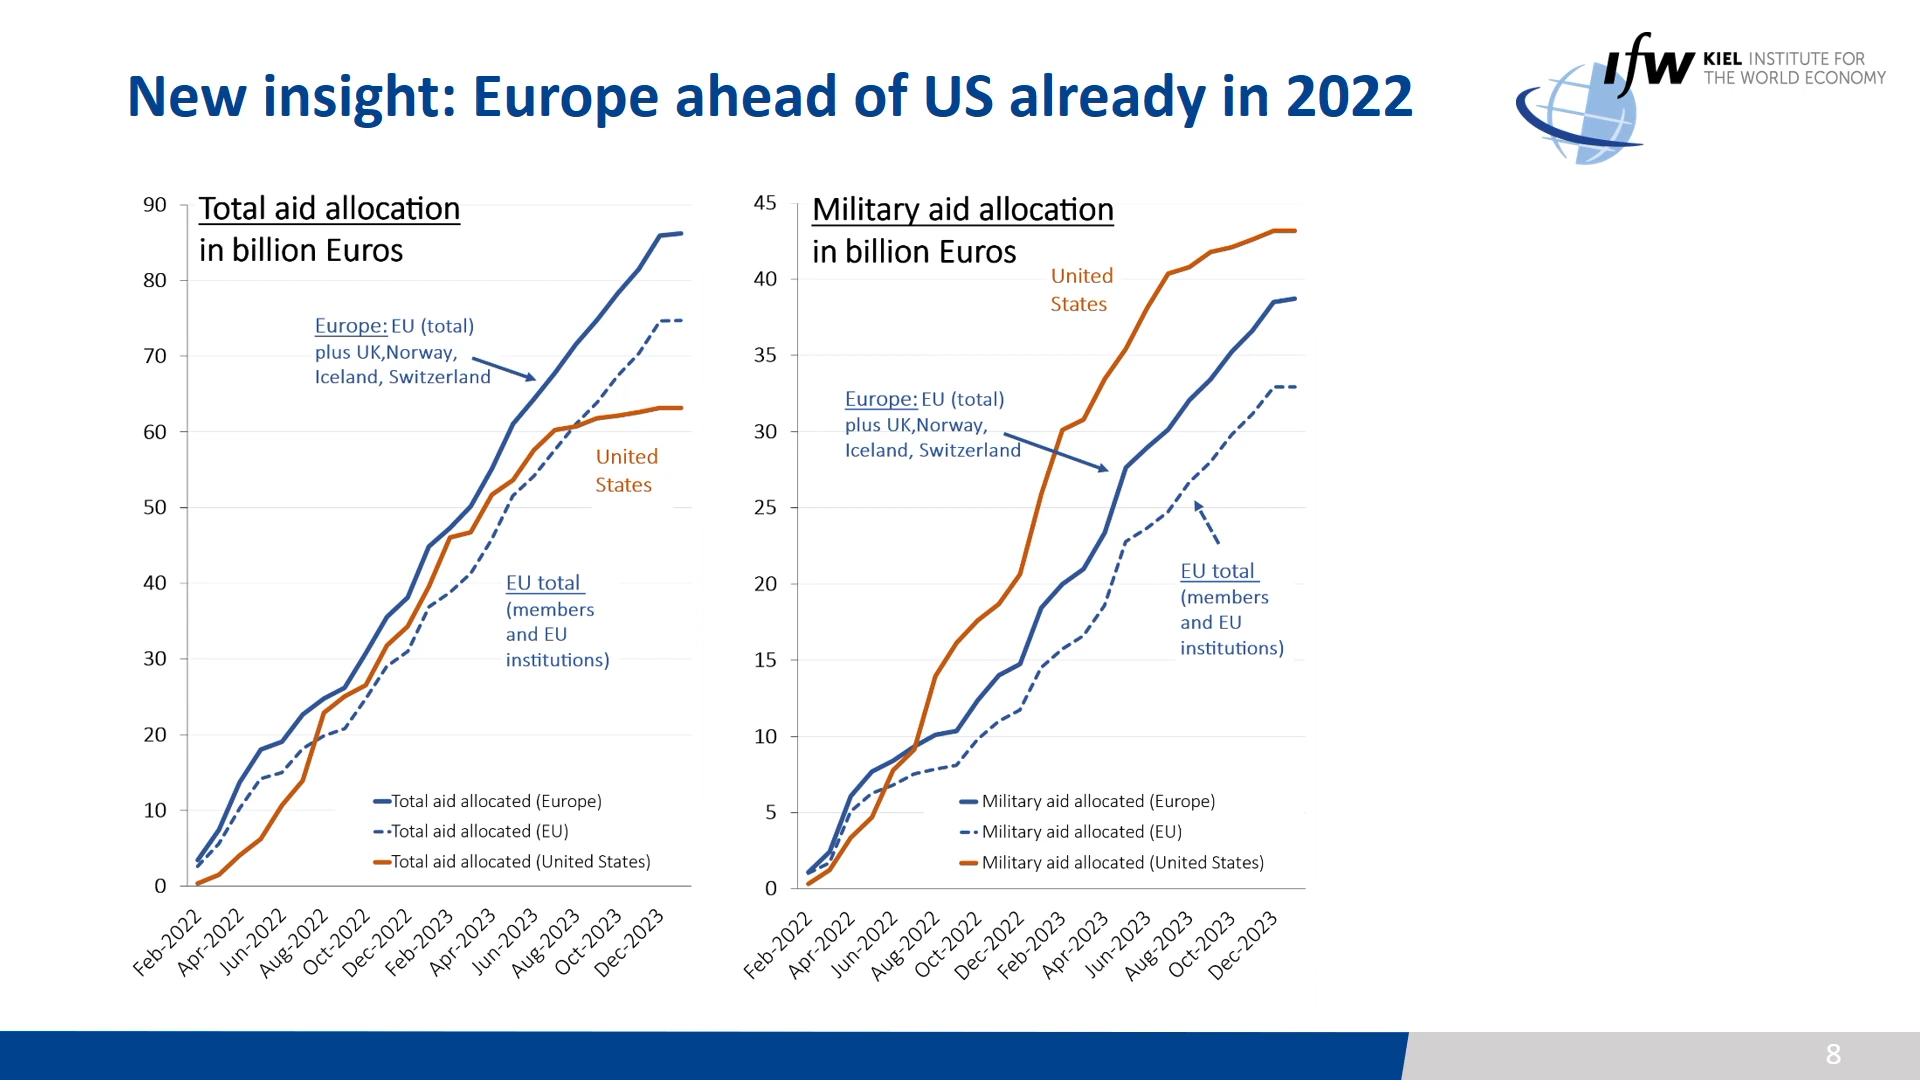 New insight: Europe ahead of US already in 2022
ifw KIEL INSTITUTE FOR
THE WORLD ECONOMY
Total aid allocation
in billion Euros
90
80
70
60
50
40
30
20
10
0
Europe: EU (total)
plus UK,Norway,
Iceland, Switzerland
United
States
EU total
(members
and EU
institutions)
Total aid allocated (Europe)
Total aid allocated (EU)
Total aid allocated (United States)
Feb-2022
Apr-2022
Jun-2022
Aug-2022
Oct-2022
Dec-2022
Feb-2023
Apr-2023
Jun-2023
Aug-2023
Oct-2023
Dec-2023
Military aid allocation
in billion Euros
45
40
35
30
25
20
15
10
5
0
United
States
Europe: EU (total)
plus UK,Norway,
Iceland, Switzerland
EU total
(members
and EU
institutions)
Military aid allocated (Europe)
Military aid allocated (EU)
Military aid allocated (United States)
Feb-2022
Apr-2022
Jun-2022
Aug-2022
Oct-2022
Dec-2022
Feb-2023
Apr-2023
Jun-2023
Aug-2023
Oct-2023
Dec-2023
8